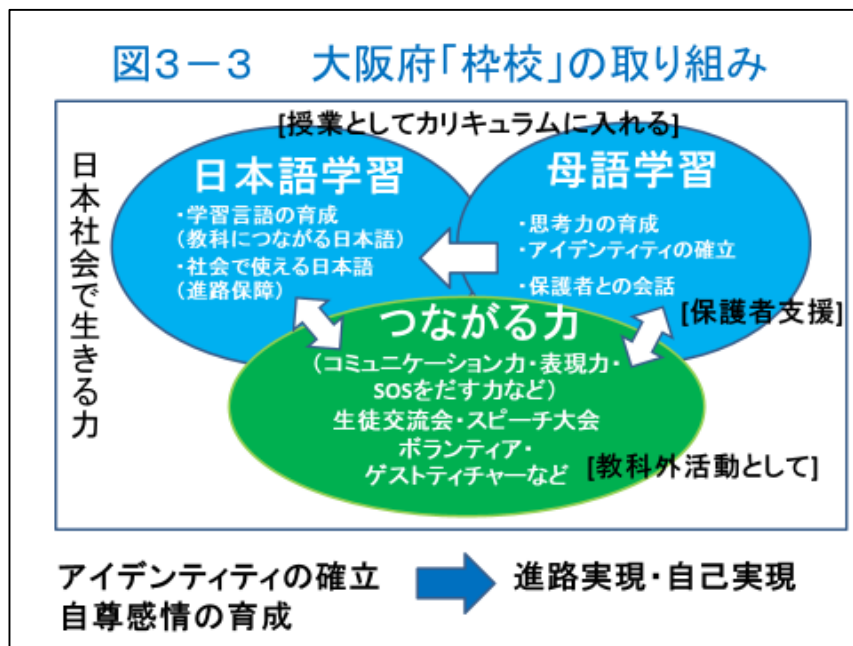 図3-3 大阪府「枠校」の取り組み
[授業としてカリキュラムに入れる]
日本社会で生きる力
日本語学習
・学習言語の育成
(教科につながる日本語)
・社会で使える日本語
(進路保障)
母語学習
・思考力の育成
・アイデンティティの確立
・保護者との会話
[保護者支援]
つながる力
(コミュニケーション力・表現力・
SOSをだす力など)
生徒交流会・スピーチ大会
ボランティア・
ゲストティチャーなど
[教科外活動として]
アイデンティティの確立
自尊感情の育成
進路実現・自己実現